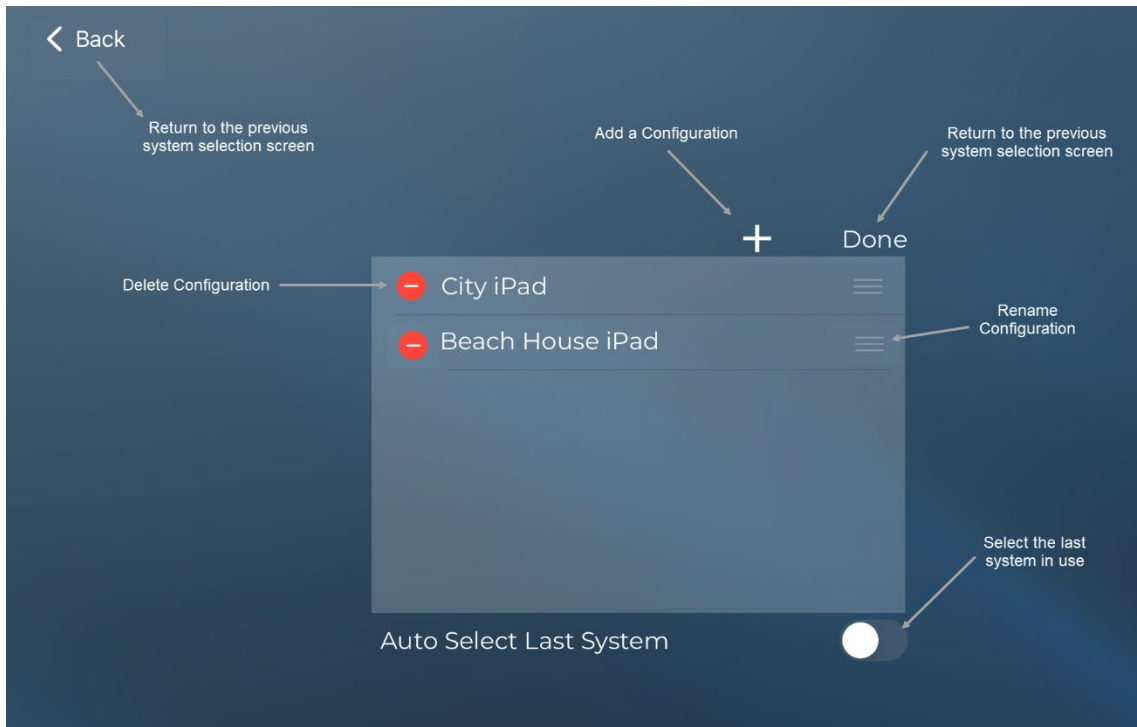 Back
Return to the previous
system selection screen
Add a Configuration
Return to the previous
system selection screen
Done
Delete Configuration
City iPad
Beach House iPad
Rename
Configuration
Select the last
system in use
Auto Select Last System